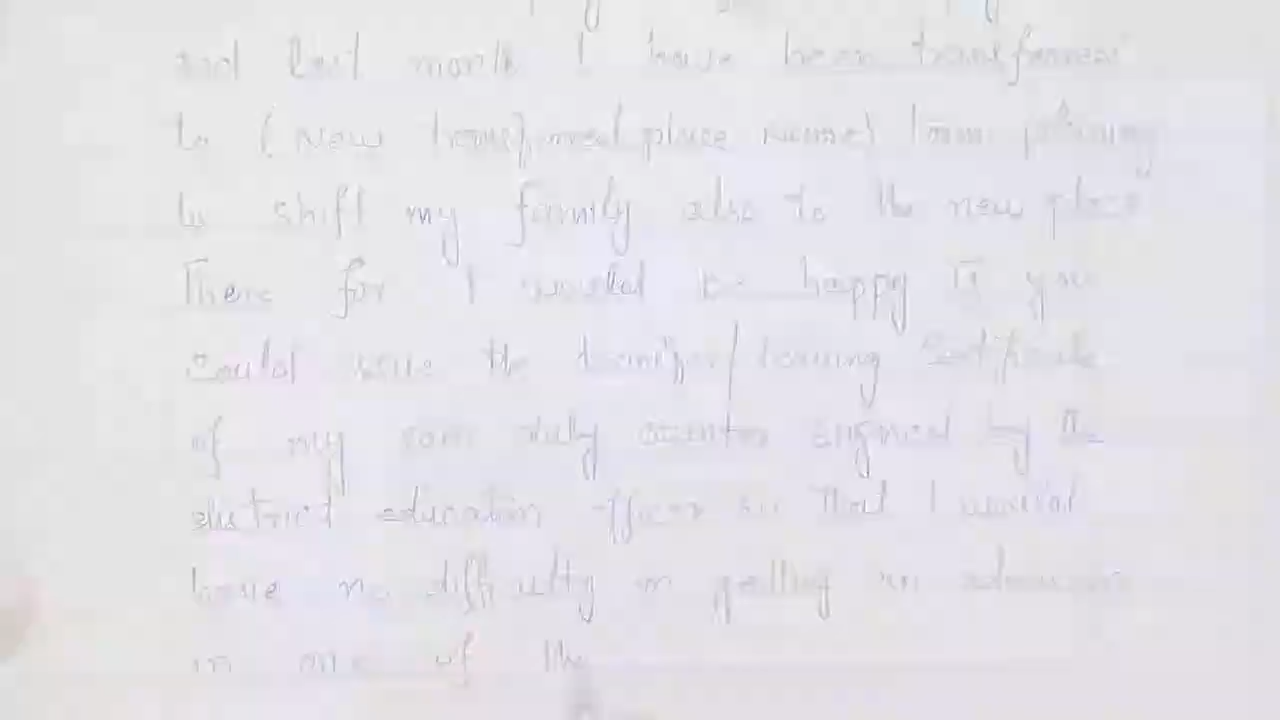 and last month I have been transferred
to (New transferred place name) I am planning
to shift my family also to the new place
There for I would be happy if you
could issue the transfer/leaving certificate
of my son duly counter signed by the
district education officer so that I would
have no difficulty in getting an admission
in one of the